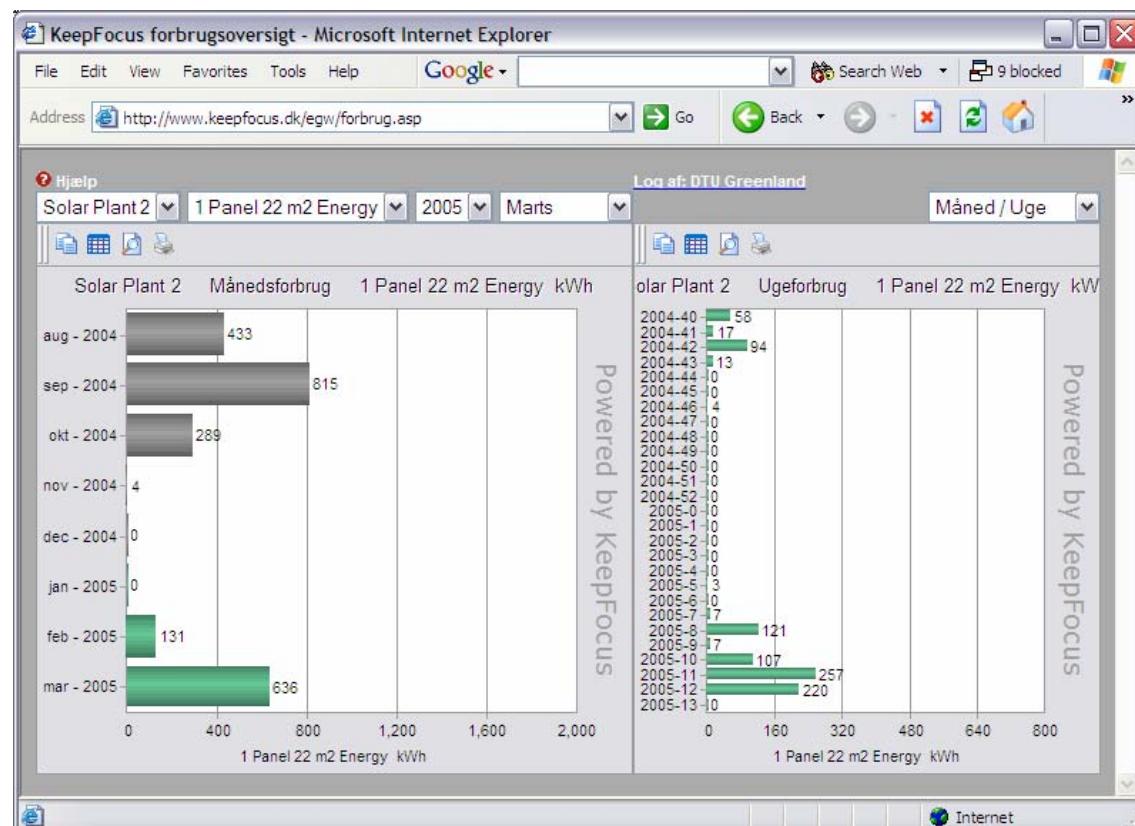 KeepFocus forbrugsoversigt - Microsoft Internet Explorer
File Edit View Favorites Tools Help Google Search Web 9 blocked
Address http://www.keepfocus.dk/egw/forbrug.asp Go Back »
Hjælp Log af: DTU Greenland
Solar Plant 2 1 Panel 22 m2 Energy 2005 Marts Måned / Uge
Solar Plant 2 Månedsforbrug 1 Panel 22 m2 Energy kWh
aug - 2004 433
sep - 2004 815
okt - 2004 289
nov - 2004 4
dec - 2004 0
jan - 2005 0
feb - 2005 131
mar - 2005 636
0 400 800 1,200 1,600 2,000
1 Panel 22 m2 Energy kWh
Powered by KeepFocus
olar Plant 2 Ugeforbrug 1 Panel 22 m2 Energy kW
2004-40 58
2004-41 17
2004-42 94
2004-43 13
2004-44 0
2004-45 0
2004-46 4
2004-47 0
2004-48 0
2004-49 0
2004-50 0
2004-51 0
2004-52 0
2005-0 0
2005-1 0
2005-2 0
2005-3 0
2005-4 0
2005-5 3
2005-6 0
2005-7 7
2005-8 121
2005-9 7
2005-10 107
2005-11 257
2005-12 220
2005-13 0
0 160 320 480 640 800
1 Panel 22 m2 Energy kWh
Powered by KeepFocus
Internet